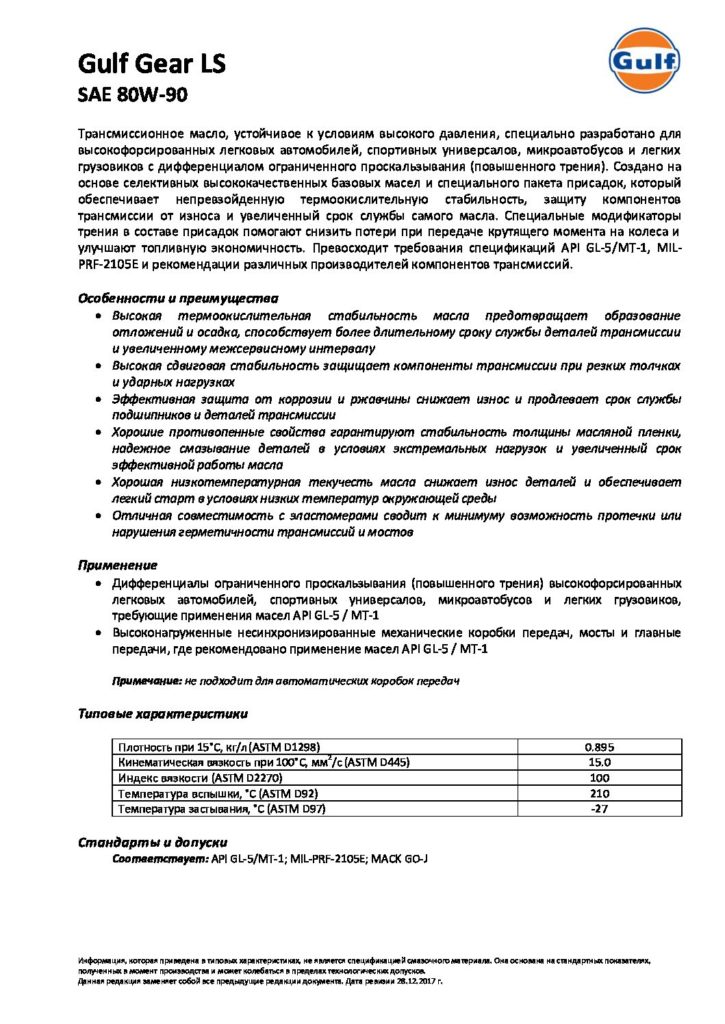 Gulf Gear LS
SAE 80W-90
Gulf
Трансмиссионное масло, устойчивое к условиям высокого давления, специально разработано для
высокофорсированных легковых автомобилей, спортивных универсалов, микроавтобусов и легких
грузовиков с дифференциалом ограниченного проскальзывания (повышенного трения). Создано на
основе селективных высококачественных базовых масел и специального пакета присадок, который
обеспечивает непревзойденную термоокислительную стабильность, защиту компонентов
трансмиссии от износа и увеличенный срок службы самого масла. Специальные модификаторы
трения в составе присадок помогают снизить потери при передаче крутящего момента на колеса и
улучшают топливную экономичность. Превосходит требования спецификаций API GL-5/MT-1, MIL-
PRF-2105E и рекомендации различных производителей компонентов трансмиссий.
Особенности и преимущества
• Высокая термоокислительная стабильность масла предотвращает образование
отложений и осадка, способствует более длительному сроку службы деталей трансмиссии
и увеличенному межсервисному интервалу
• Высокая сдвиговая стабильность защищает компоненты трансмиссии при резких толчках
и ударных нагрузках
• Эффективная защита от коррозии и ржавчины снижает износ и продлевает срок службы
подшипников и деталей трансмиссии
• Хорошие противопенные свойства гарантируют стабильность толщины масляной пленки,
надежное смазывание деталей в условиях экстремальных нагрузок и увеличенный срок
эффективной работы масла
• Хорошая низкотемпературная текучесть масла снижает износ деталей и обеспечивает
легкий старт в условиях низких температур окружающей среды
• Отличная совместимость с эластомерами сводит к минимуму возможность протечки или
нарушения герметичности трансмиссий и мостов
Применение
• Дифференциалы ограниченного проскальзывания (повышенного трения) высокофорсированных
легковых автомобилей, спортивных универсалов, микроавтобусов и легких грузовиков,
требующие применения масел API GL-5 / MT-1
• Высоконагруженные несинхронизированные механические коробки передач, мосты и главные
передачи, где рекомендовано применение масел API GL-5 / MT-1
Примечание: не подходит для автоматических коробок передач
Типовые характеристики
Плотность при 15°C, кг/л (ASTM D1298) 0.895
Кинематическая вязкость при 100°C, мм²/с (ASTM D445) 15.0
Индекс вязкости (ASTM D2270) 100
Температура вспышки, °C (ASTM D92) 210
Температура застывания, °C (ASTM D97) -27
Стандарты и допуски
Соответствует: API GL-5/MT-1; MIL-PRF-2105E; MACK GO-J
Информация, которая приведена в типовых характеристиках, не является спецификацией смазочного материала. Она основана на стандартных показателях,
полученных в момент производства и может колебаться в пределах технологических допусков.
Данная редакция заменяет собой все предыдущие редакции документа. Дата ревизии 28.12.2017 г.